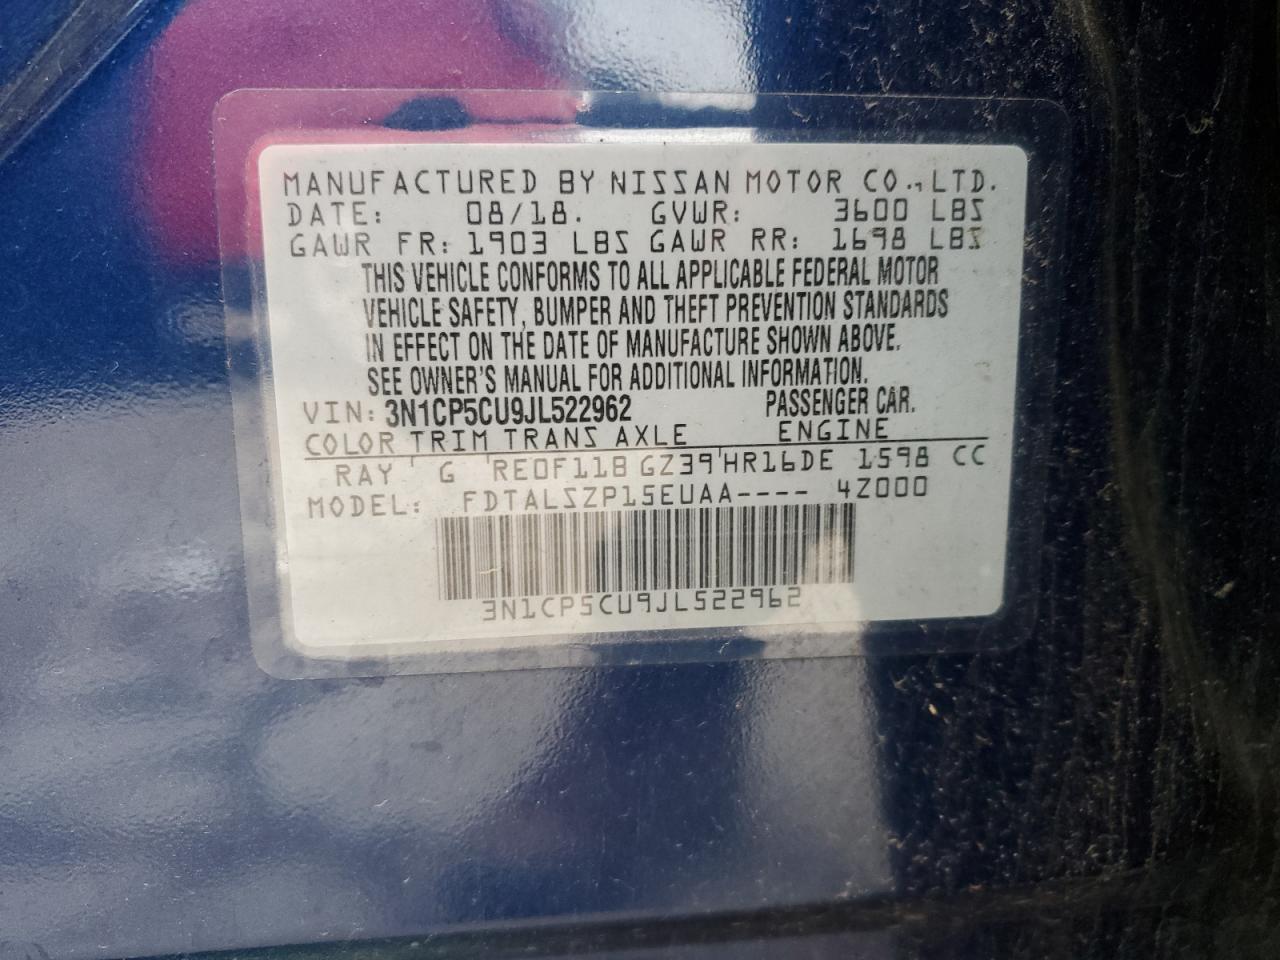 MANUFACTURED BY NISSAN MOTOR CO., LTD.
DATE: 08/18. GVWR: 3600 LBS
GAWR FR: 1903 LBS GAWR RR: 1698 LBS
THIS VEHICLE CONFORMS TO ALL APPLICABLE FEDERAL MOTOR
VEHICLE SAFETY, BUMPER AND THEFT PREVENTION STANDARDS
IN EFFECT ON THE DATE OF MANUFACTURE SHOWN ABOVE.
SEE OWNER'S MANUAL FOR ADDITIONAL INFORMATION.
VIN: 3N1CP5CU9JL522962 PASSENGER CAR.
COLOR TRIM TRANS AXLE ENGINE
RAY G RE0F11B GZ39 HR16DE 1598 CC
MODEL: FDTALSZP15EUAA---- 4Z000
3N1CP5CU9JL522962